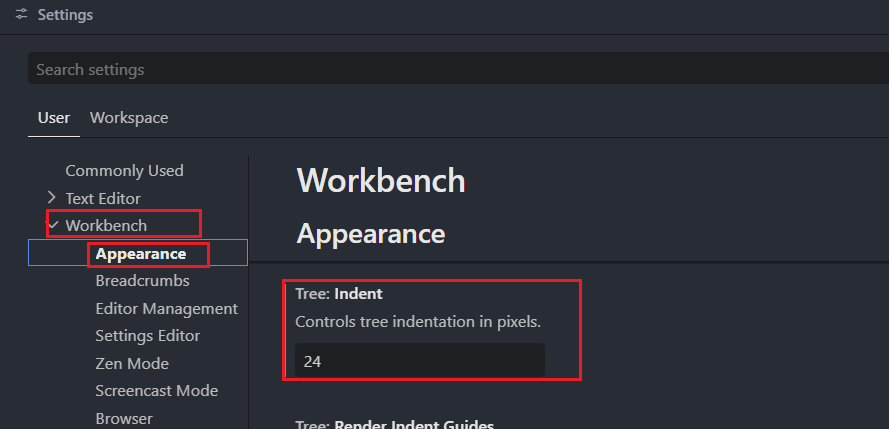 Settings
Search settings
User Workspace
Commonly Used
Text Editor
Workbench
Appearance
Breadcrumbs
Editor Management
Settings Editor
Zen Mode
Screencast Mode
Browser
Workbench
Appearance
Tree: Indent
Controls tree indentation in pixels.
24
Tree: Render Indent Guides